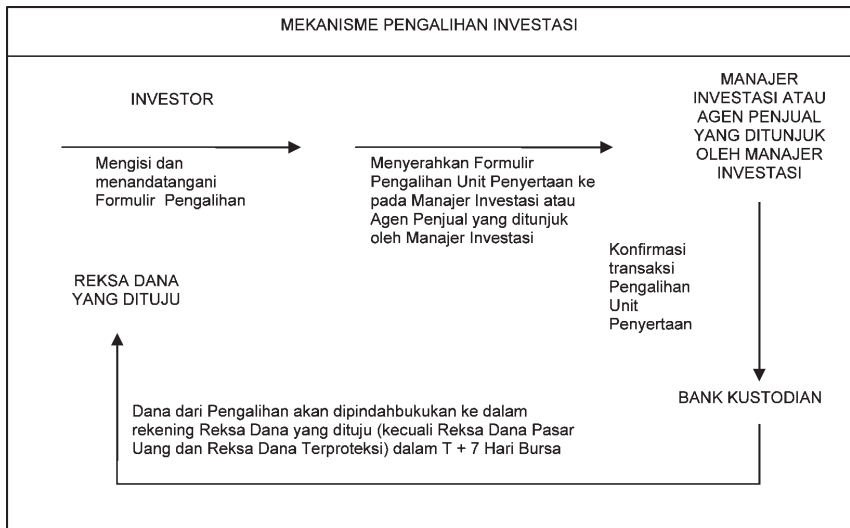 MEKANISME PENGALIHAN INVESTASI
INVESTOR
Mengisi dan
menandatangani
Formulir Pengalihan
Menyerahkan Formulir
Pengalihan Unit Penyertaan ke
pada Manajer Investasi atau
Agen Penjual yang ditunjuk
oleh Manajer Investasi
MANAJER
INVESTASI ATAU
AGEN PENJUAL
YANG DITUNJUK
OLEH MANAJER
INVESTASI
Konfirmasi
transaksi
Pengalihan
Unit
Penyertaan
BANK KUSTODIAN
Dana dari Pengalihan akan dipindahbukukan ke dalam
rekening Reksa Dana yang dituju (kecuali Reksa Dana Pasar
Uang dan Reksa Dana Terproteksi) dalam T + 7 Hari Bursa
REKSA DANA
YANG DITUJU